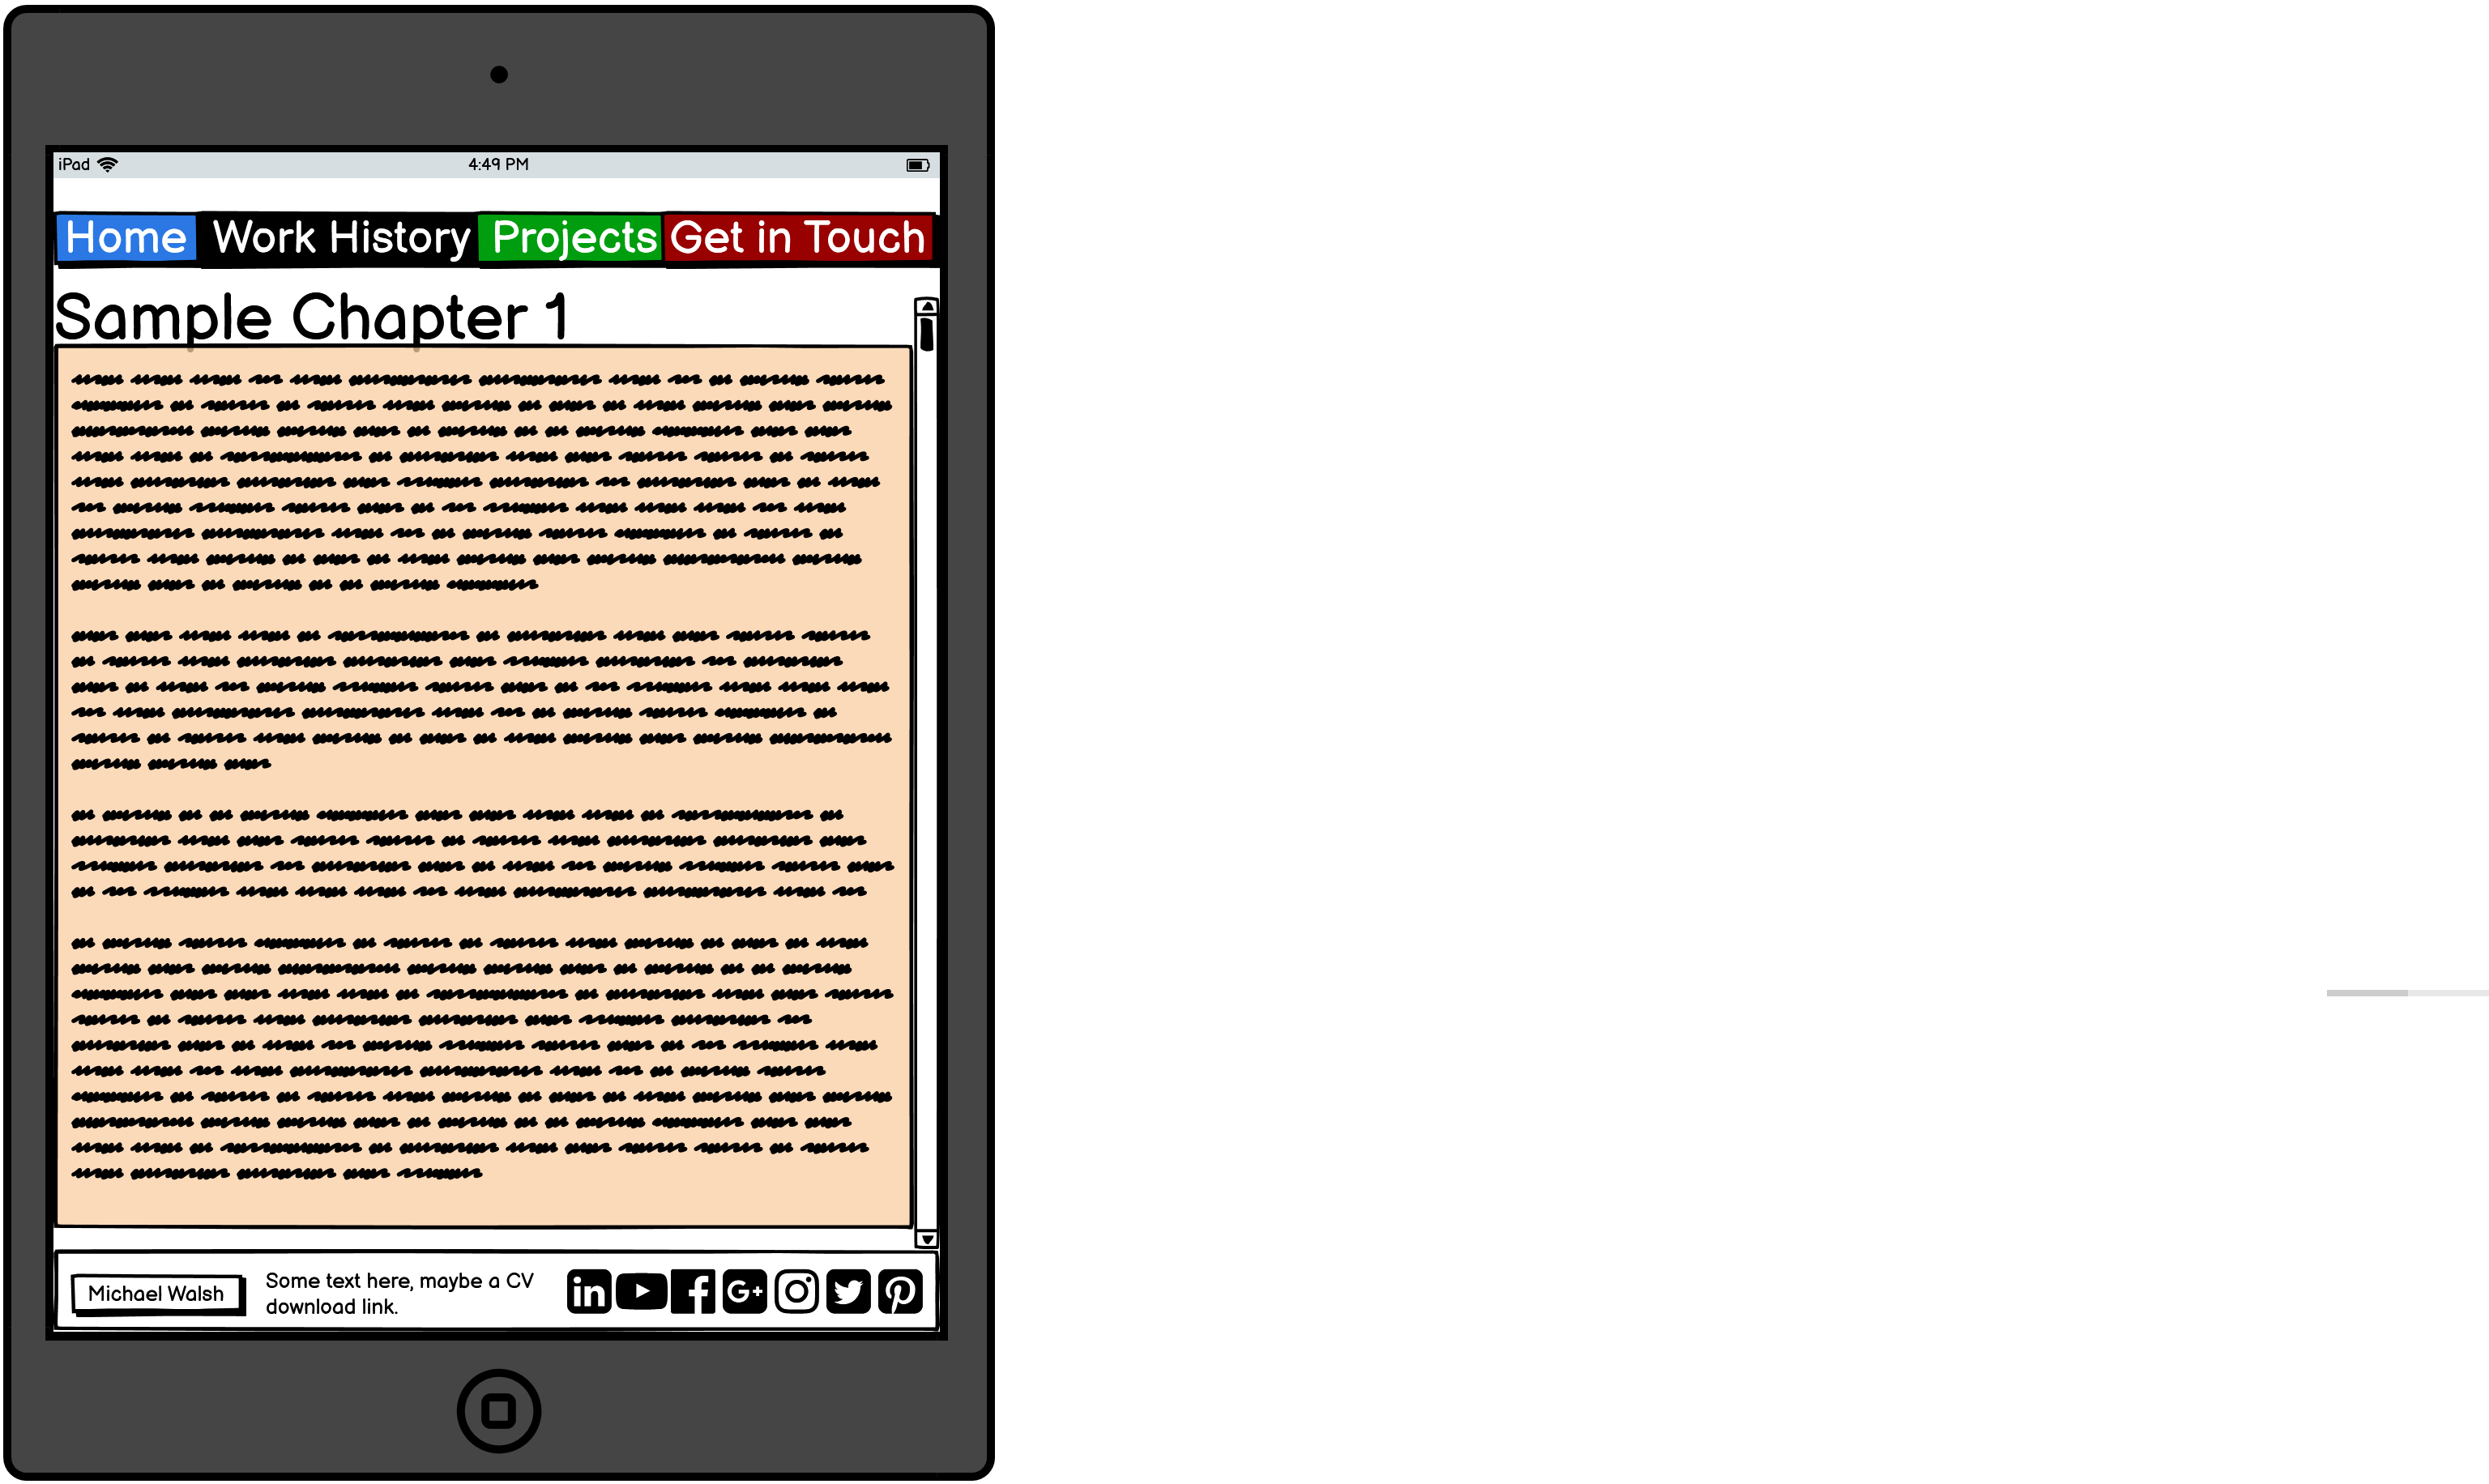 iPad 4:49 PM
Home Work History Projects Get in Touch
Sample Chapter 1
Michael Walsh
Some text here, maybe a CV
download link.
in f G+